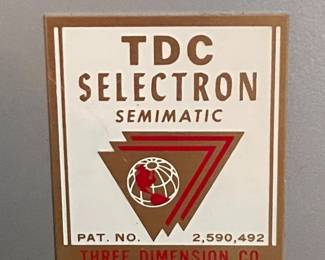 TDC
SELECTRON
SEMIMATIC
PAT. NO. 2,590,492
THREE DIMENSION CO